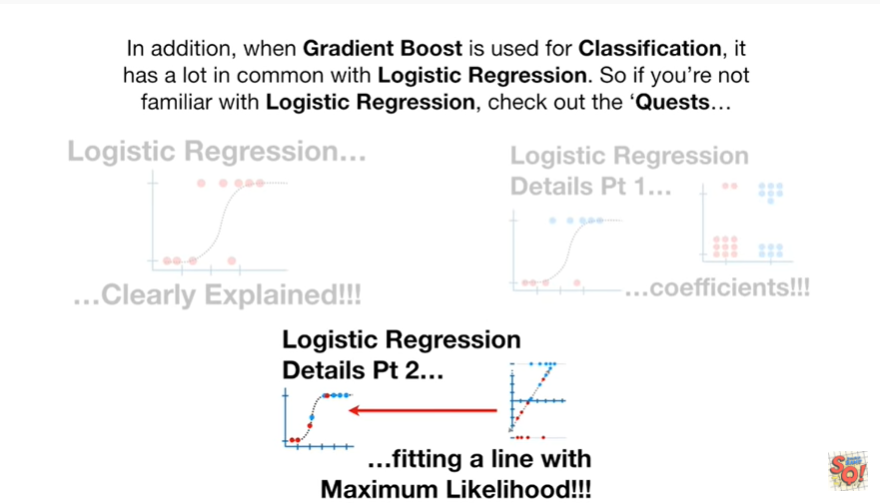 In addition, when Gradient Boost is used for Classification, it
has a lot in common with Logistic Regression. So if you’re not
familiar with Logistic Regression, check out the ‘Quests…
Logistic Regression…
…Clearly Explained!!!
Logistic Regression
Details Pt 1…
…coefficients!!!
Logistic Regression
Details Pt 2…
…fitting a line with
Maximum Likelihood!!!
SQ!